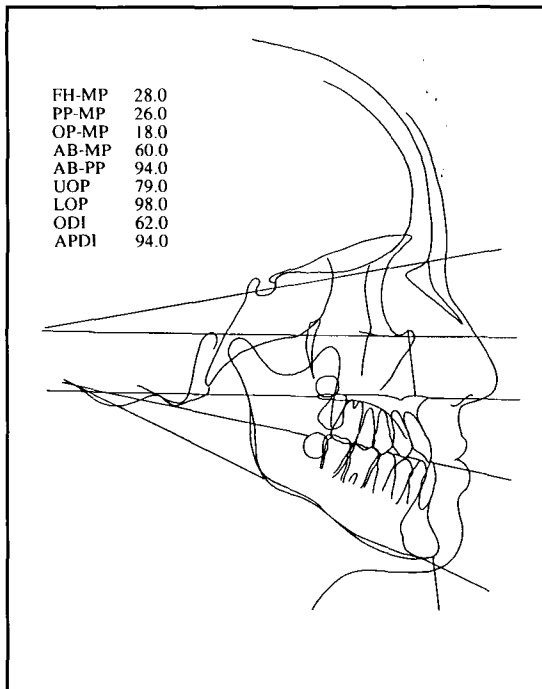 FH-MP 28.0
PP-MP 26.0
OP-MP 18.0
AB-MP 60.0
AB-PP 94.0
UOP 79.0
LOP 98.0
ODI 62.0
APDI 94.0